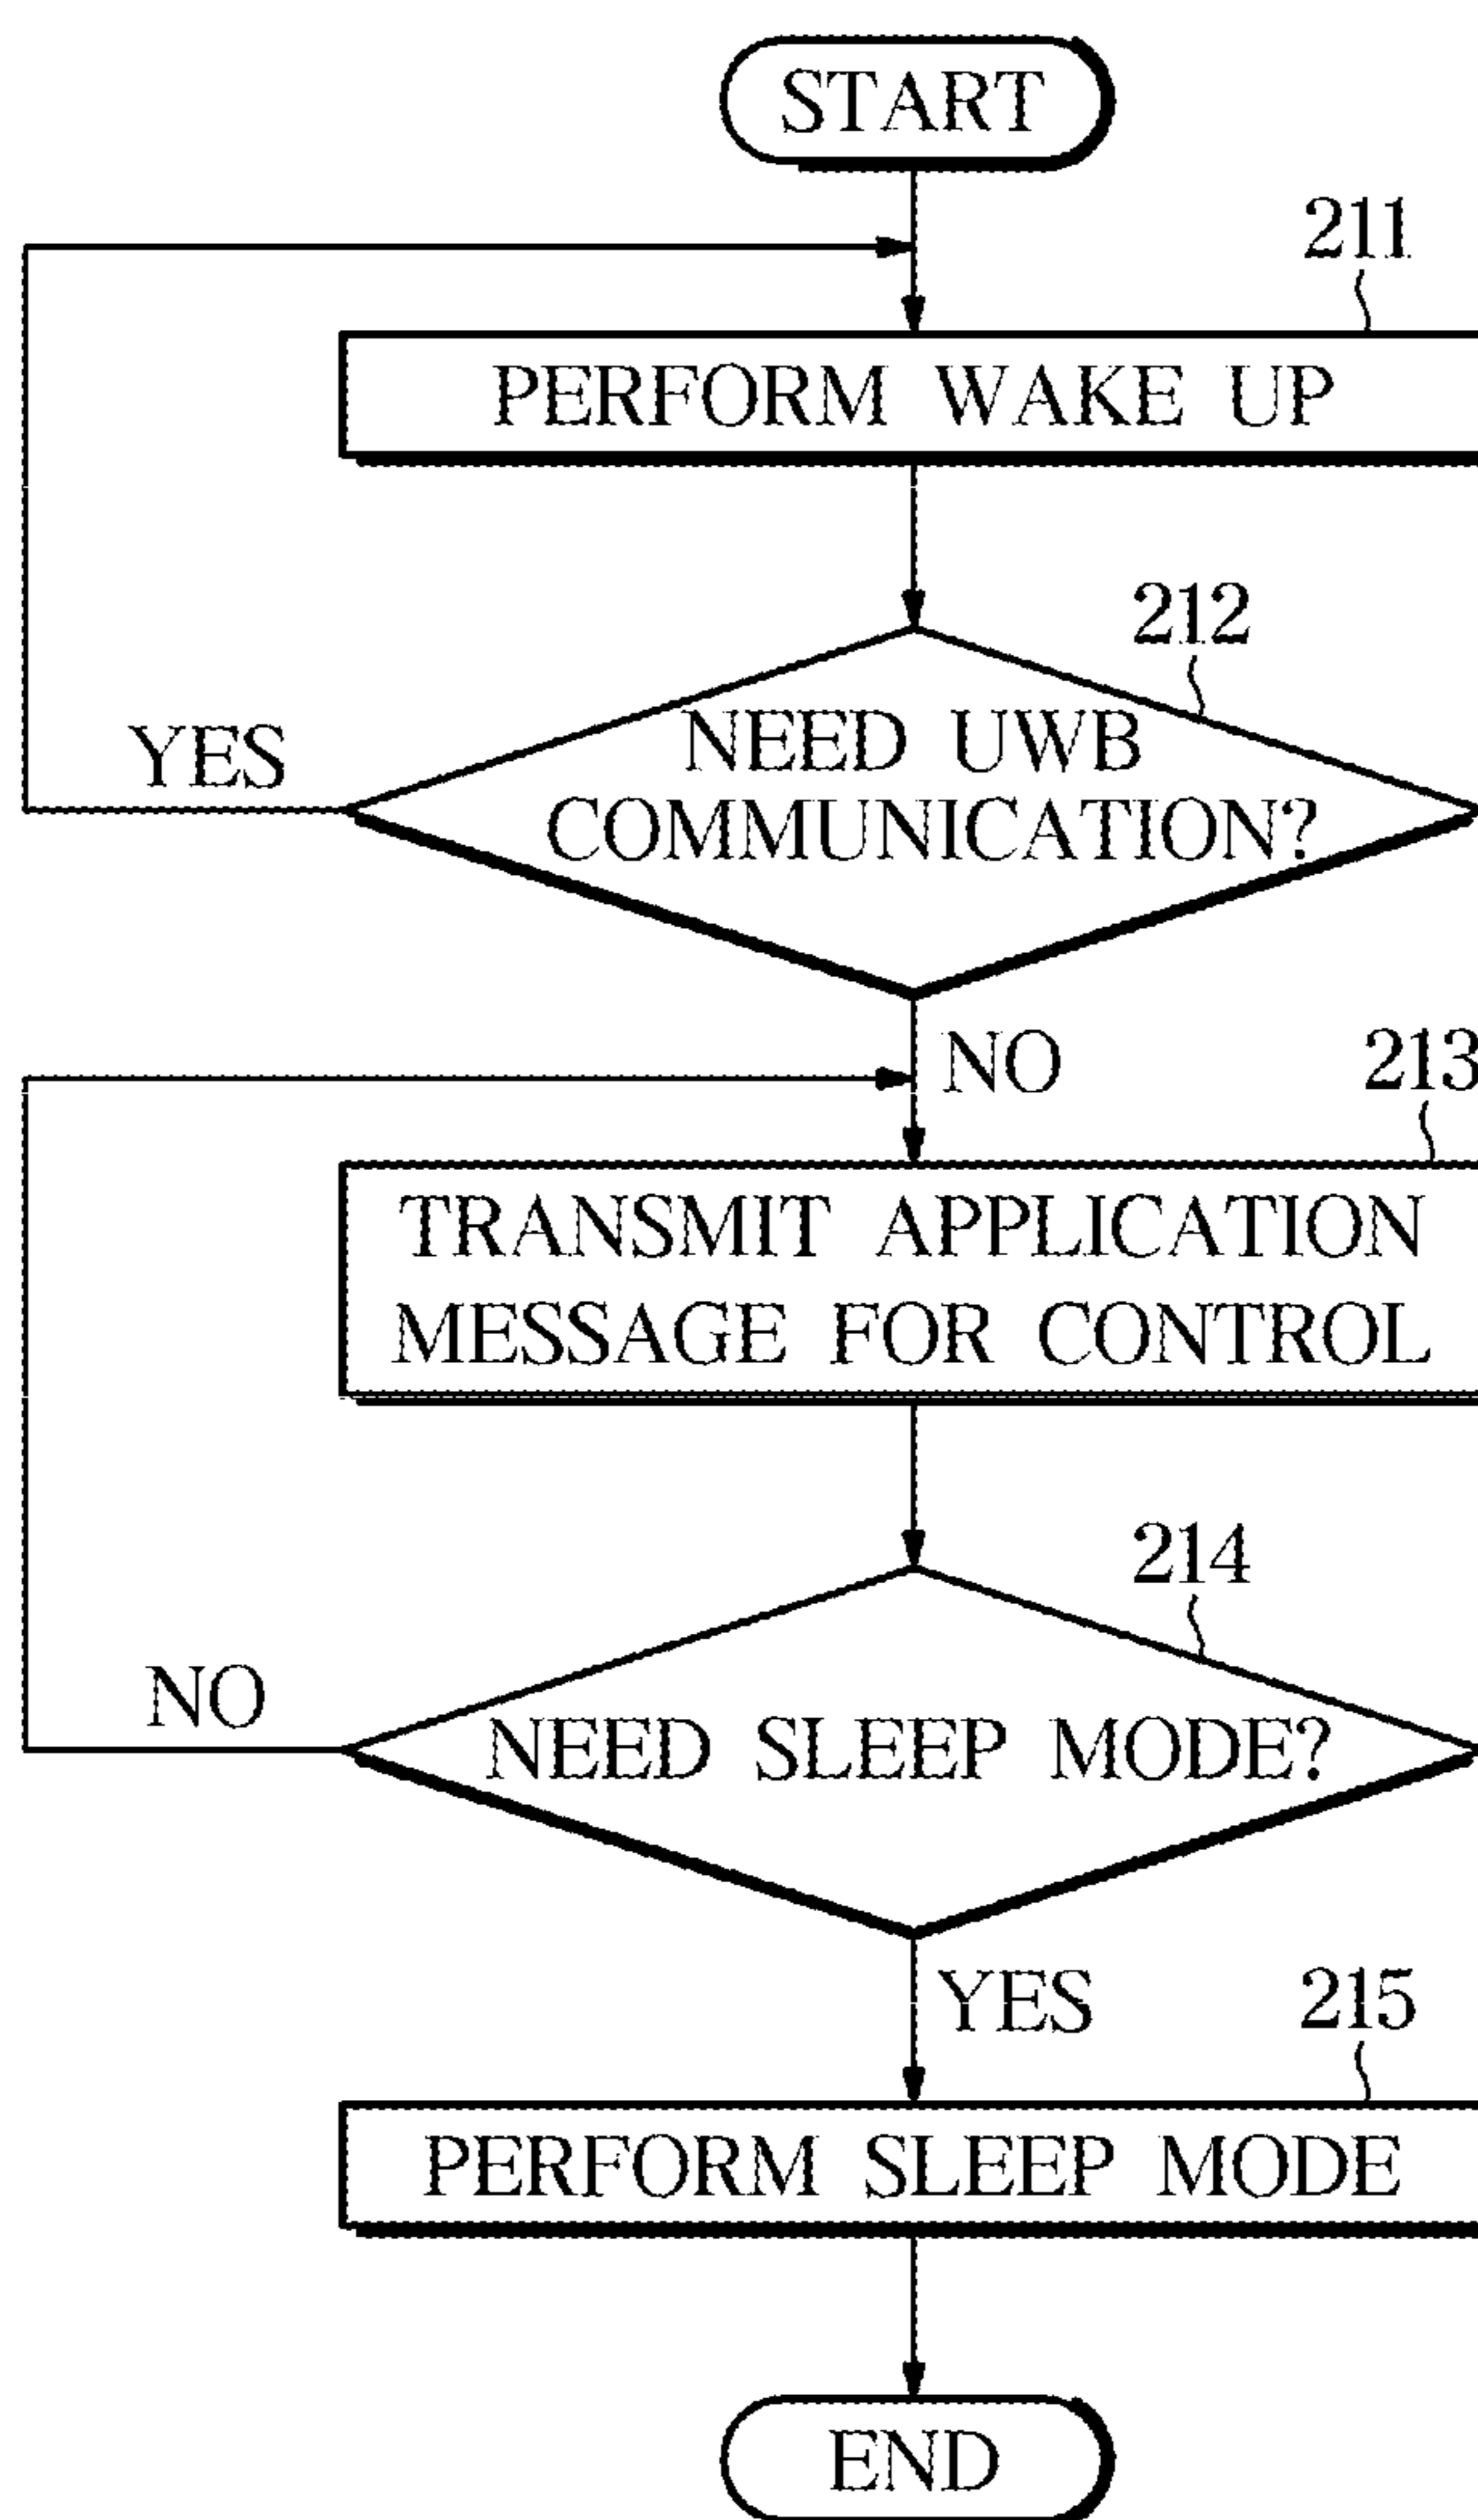 START
211
PERFORM WAKE UP
212
NEED UWB
COMMUNICATION?
YES
NO
213
TRANSMIT APPLICATION
MESSAGE FOR CONTROL
214
NEED SLEEP MODE?
NO
YES
215
PERFORM SLEEP MODE
END